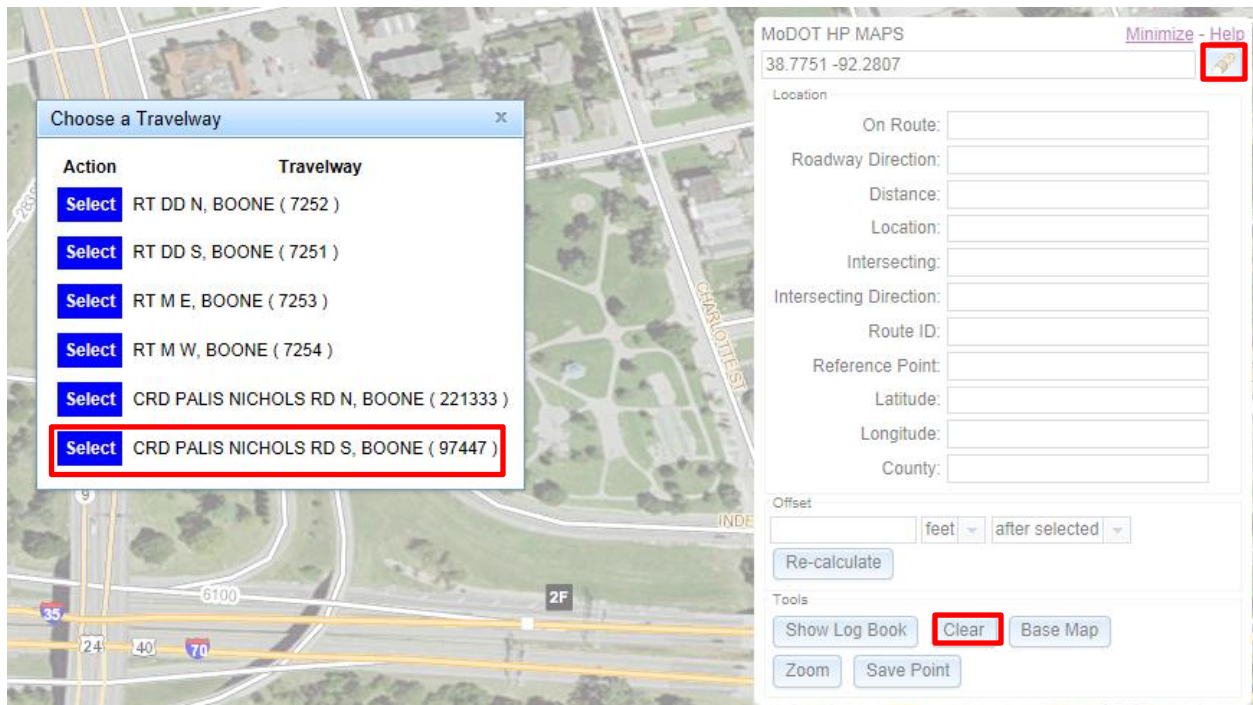 MoDOT HP MAPS
Minimize - Help
38.7751 -92.2807
Location
On Route:
Roadway Direction:
Distance:
Location:
Intersecting:
Intersecting Direction:
Route ID:
Reference Point:
Latitude:
Longitude:
County:
Offset
feet
after selected
Re-calculate
Tools
Show Log Book
Clear
Base Map
Zoom
Save Point
Choose a Travelway
x
Action
Travelway
Select RT DD N, BOONE ( 7252 )
Select RT DD S, BOONE ( 7251 )
Select RT M E, BOONE ( 7253 )
Select RT M W, BOONE ( 7254 )
Select CRD PALIS NICHOLS RD N, BOONE ( 221333 )
Select CRD PALIS NICHOLS RD S, BOONE ( 97447 )
CHARLOTTE ST
INDE
9
6100
2F
35
24
40
70